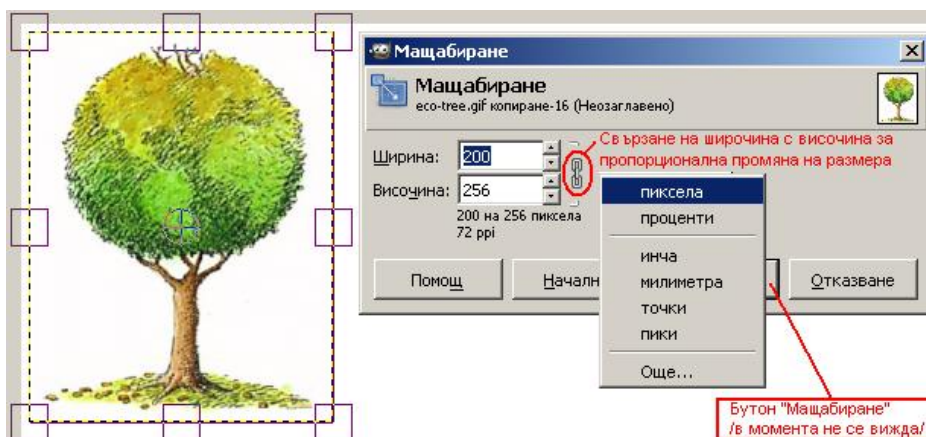 Мащабиране
Мащабиране
eco-tree.gif копиране-16 (Неозаглавено)
Свързане на широчина с височина за
пропорционална промяна на размера
Ширина: 200
Височина: 256
200 на 256 пиксела
72 ppi
пиксела
проценти
инча
милиметра
точки
пики
Още...
Помощ
Начални
Отказване
Бутон "Мащабиране"
/в момента не се вижда/